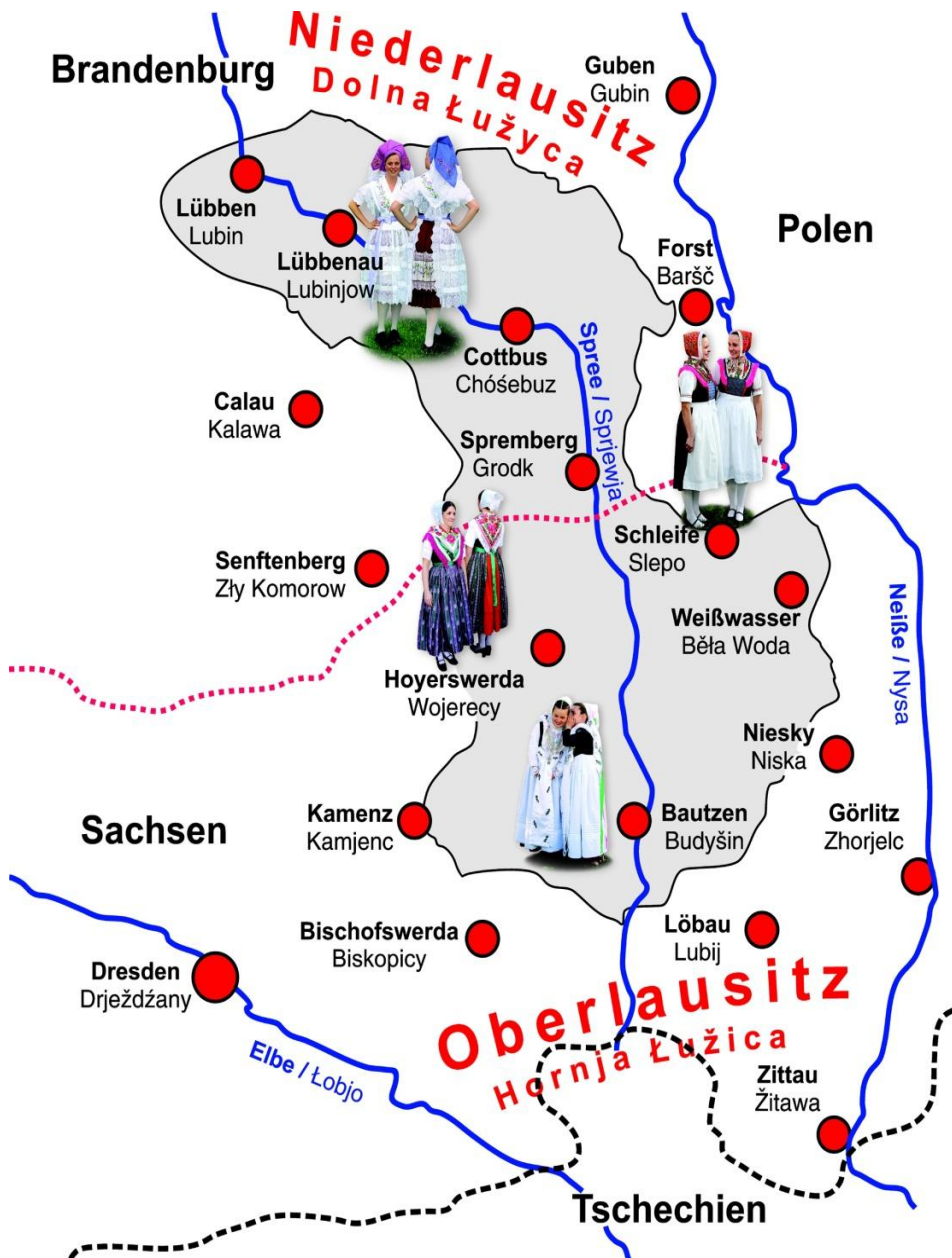 Niederlausitz
Dolna Łužyca
Brandenburg
Guben
Gubin
Lübben
Lubin
Polen
Lübbenau
Lubinjow
Forst
Baršć
Cottbus
Chóśebuz
Spree / Sprjewja
Calau
Kalawa
Spremberg
Grodk
Schleife
Slepo
Senftenberg
Zły Komorow
Weißwasser
Běła Woda
Neiße / Nysa
Hoyerswerda
Wojerecy
Niesky
Niska
Sachsen
Kamenz
Kamjenc
Bautzen
Budyšin
Görlitz
Zhorjelc
Bischofswerda
Biskopicy
Löbau
Lubij
Dresden
Drježdźany
Oberlausitz
Hornja Łužica
Elbe / Łobjo
Zittau
Žitawa
Tschechien